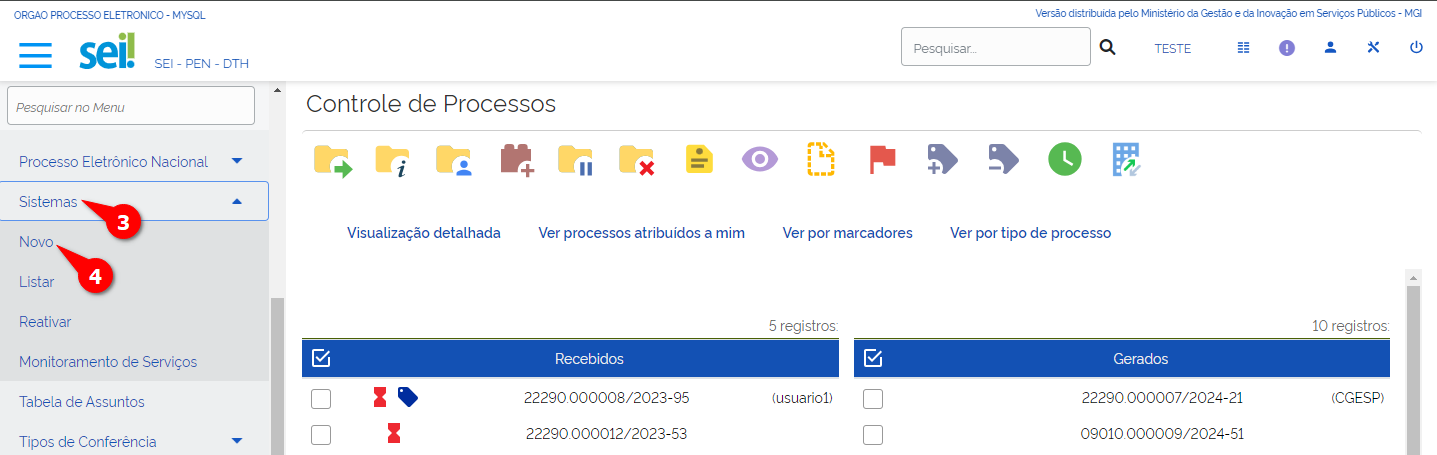 ORGAO PROCESSO ELETRONICO - MYSQL
Versão distribuída pelo Ministério da Gestão e da Inovação em Serviços Públicos - MGI
sei! SEI - PEN - DTH
Pesquisar...
TESTE
Pesquisar no Menu
Processo Eletrônico Nacional
Sistemas
3
Novo
4
Listar
Reativar
Monitoramento de Serviços
Tabela de Assuntos
Tipos de Conferência
Controle de Processos
Visualização detalhada Ver processos atribuídos a mim Ver por marcadores Ver por tipo de processo
5 registros:
Recebidos
22290.000008/2023-95 (usuario1)
22290.000012/2023-53
10 registros:
Gerados
22290.000007/2024-21 (CGESP)
09010.000009/2024-51